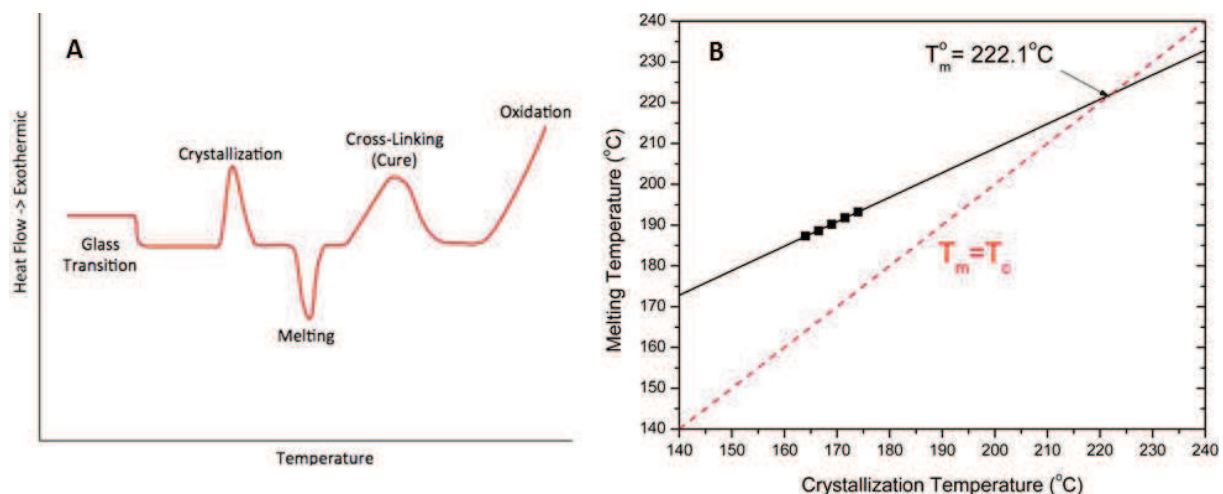 A
Heat Flow -> Exothermic
Glass
Transition
Crystallization
Melting
Cross-Linking
(Cure)
Oxidation
Temperature
B
T°m = 222.1°C
Tm=Tc
Melting Temperature (°C)
240
230
220
210
200
190
180
170
160
150
140
140 150 160 170 180 190 200 210 220 230 240
Crystallization Temperature (°C)